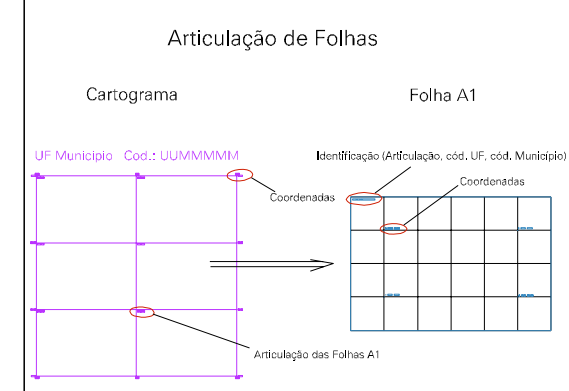 Articulação de Folhas
Cartograma
Folha A1
UF Municipio Cod.: UUMMMMM
Identificação (Articulação, cód. UF, cód. Município)
Coordenadas
Coordenadas
Articulação das Folhas A1